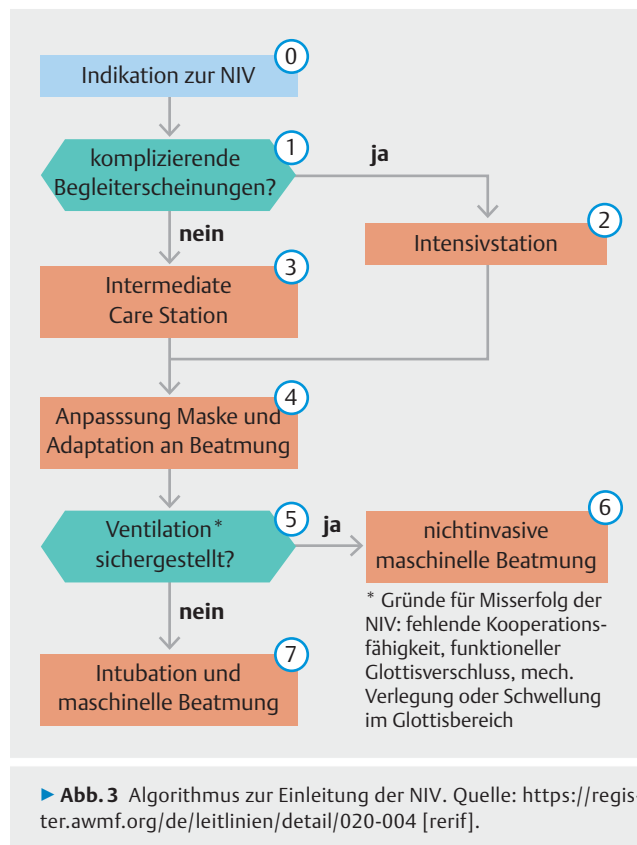 0
Indikation zur NIV
1
komplizierende
Begleiterscheinungen?
ja
nein
2
Intensivstation
3
Intermediate
Care Station
4
Anpasssung Maske und
Adaptation an Beatmung
5
Ventilation*
sichergestellt?
ja
nein
6
nichtinvasive
maschinelle Beatmung
* Gründe für Misserfolg der
NIV: fehlende Kooperations-
fähigkeit, funktioneller
Glottisverschluss, mech.
Verlegung oder Schwellung
im Glottisbereich
7
Intubation und
maschinelle Beatmung
▶ Abb. 3 Algorithmus zur Einleitung der NIV. Quelle: https://regis-
ter.awmf.org/de/leitlinien/detail/020-004 [rerif].